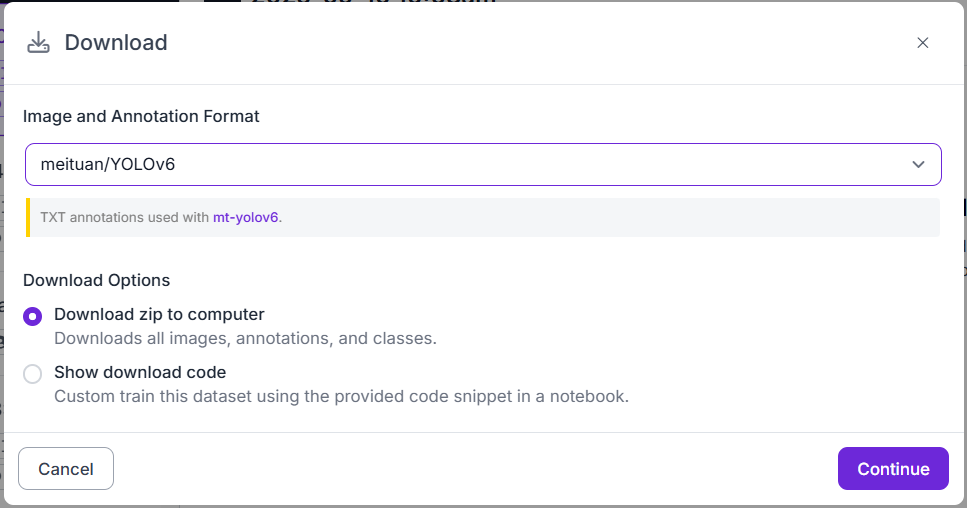 Download
Image and Annotation Format
meituan/YOLOv6
TXT annotations used with mt-yolov6.
Download Options
Download zip to computer
Downloads all images, annotations, and classes.
Show download code
Custom train this dataset using the provided code snippet in a notebook.
Cancel
Continue